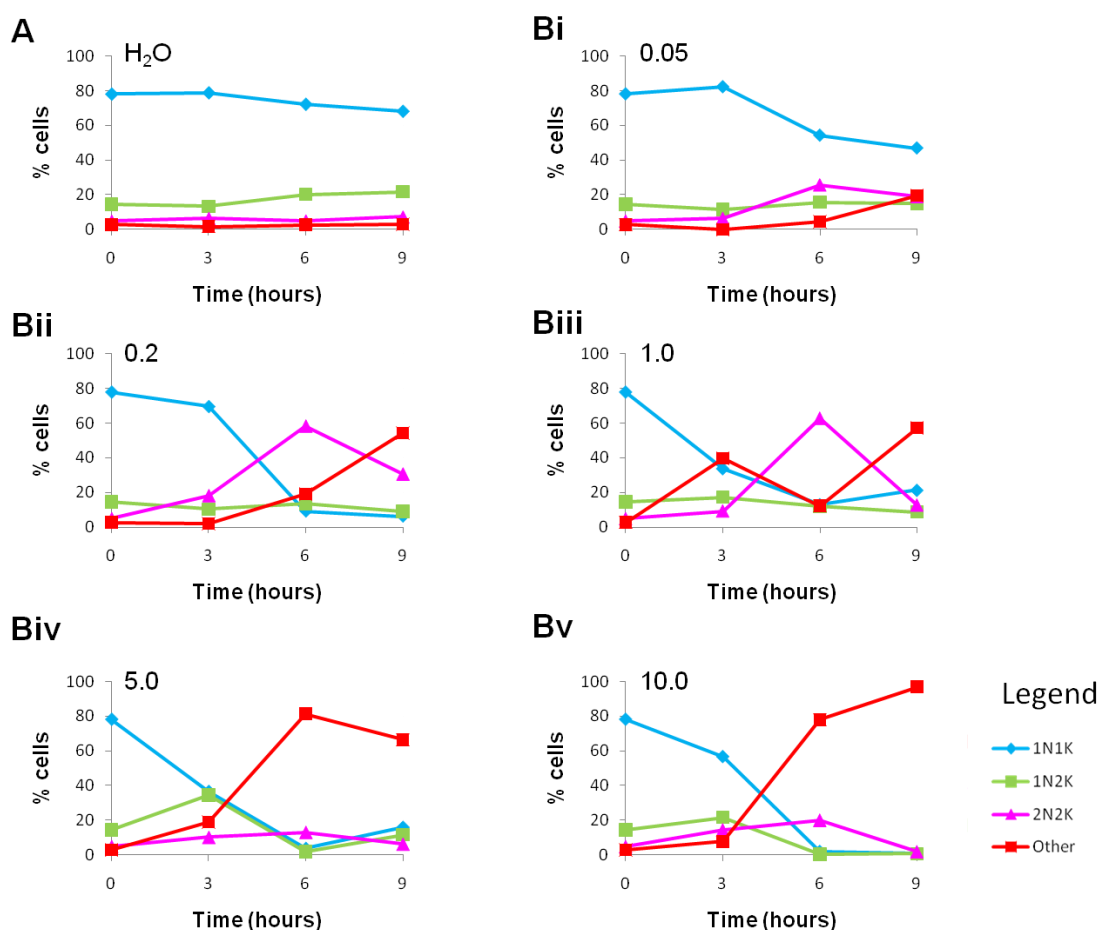 A
H₂O
100
80
60
40
20
0
% cells
0 3 6 9
Time (hours)
Bi
0.05
100
80
60
40
20
0
% cells
0 3 6 9
Time (hours)
Bii
0.2
100
80
60
40
20
0
% cells
0 3 6 9
Time (hours)
Biii
1.0
100
80
60
40
20
0
% cells
0 3 6 9
Time (hours)
Biv
5.0
100
80
60
40
20
0
% cells
0 3 6 9
Time (hours)
Bv
10.0
100
80
60
40
20
0
% cells
0 3 6 9
Time (hours)
Legend
1N1K
1N2K
2N2K
Other